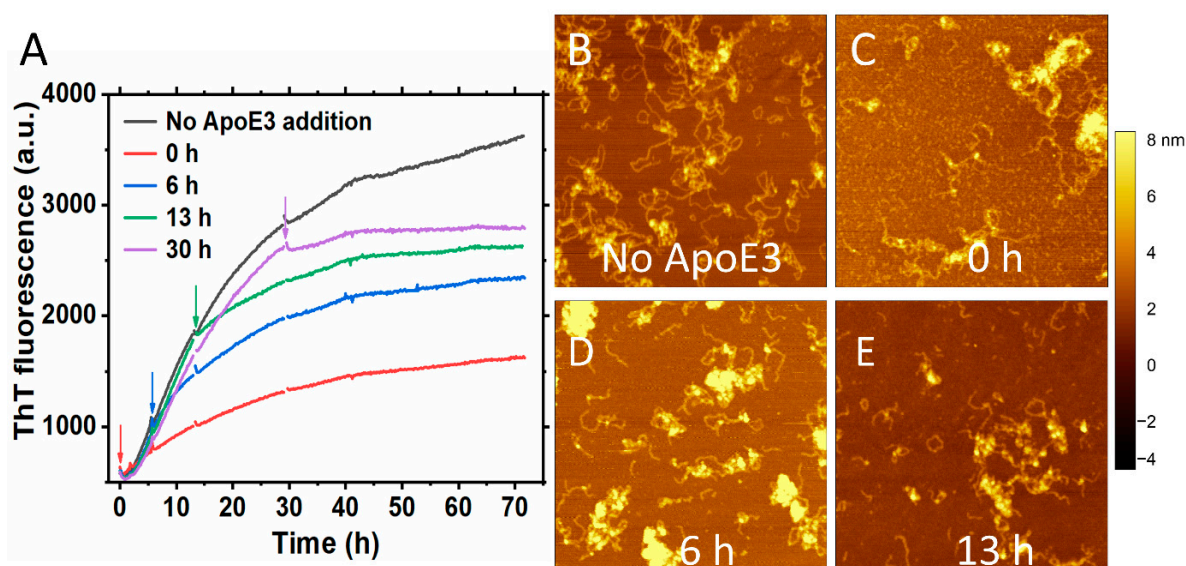 A
ThT fluorescence (a.u.)
4000
3000
2000
1000
No ApoE3 addition
0 h
6 h
13 h
30 h
0 10 20 30 40 50 60 70
Time (h)
B
No ApoE3
C
0 h
D
6 h
E
13 h
8 nm
6
4
2
0
−2
−4